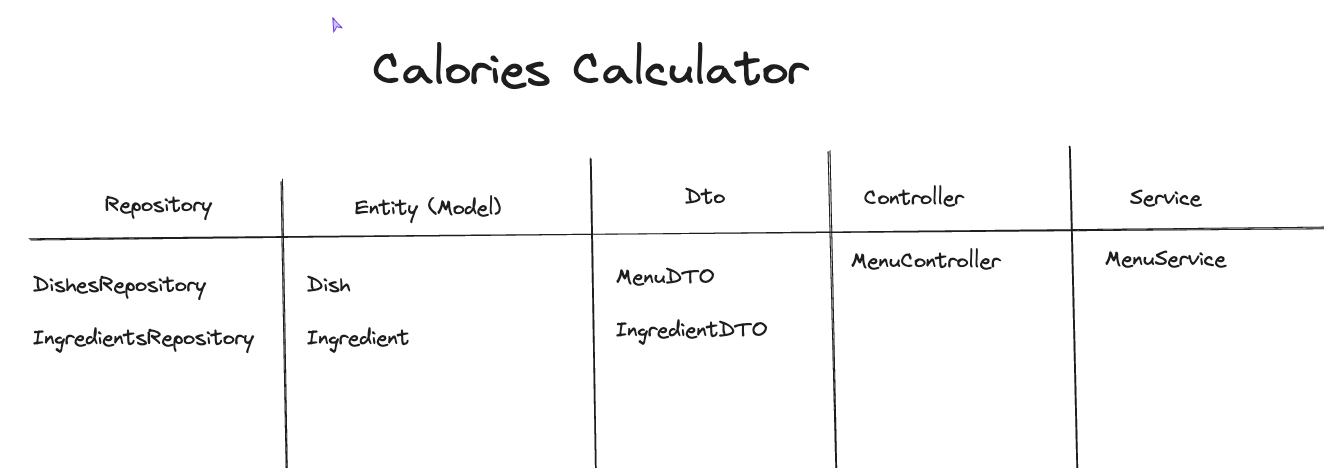 Calories Calculator
Repository
Entity (Model)
Dto
Controller
Service
DishesRepository
Dish
MenuDTO
MenuController
MenuService
IngredientsRepository
Ingredient
IngredientDTO